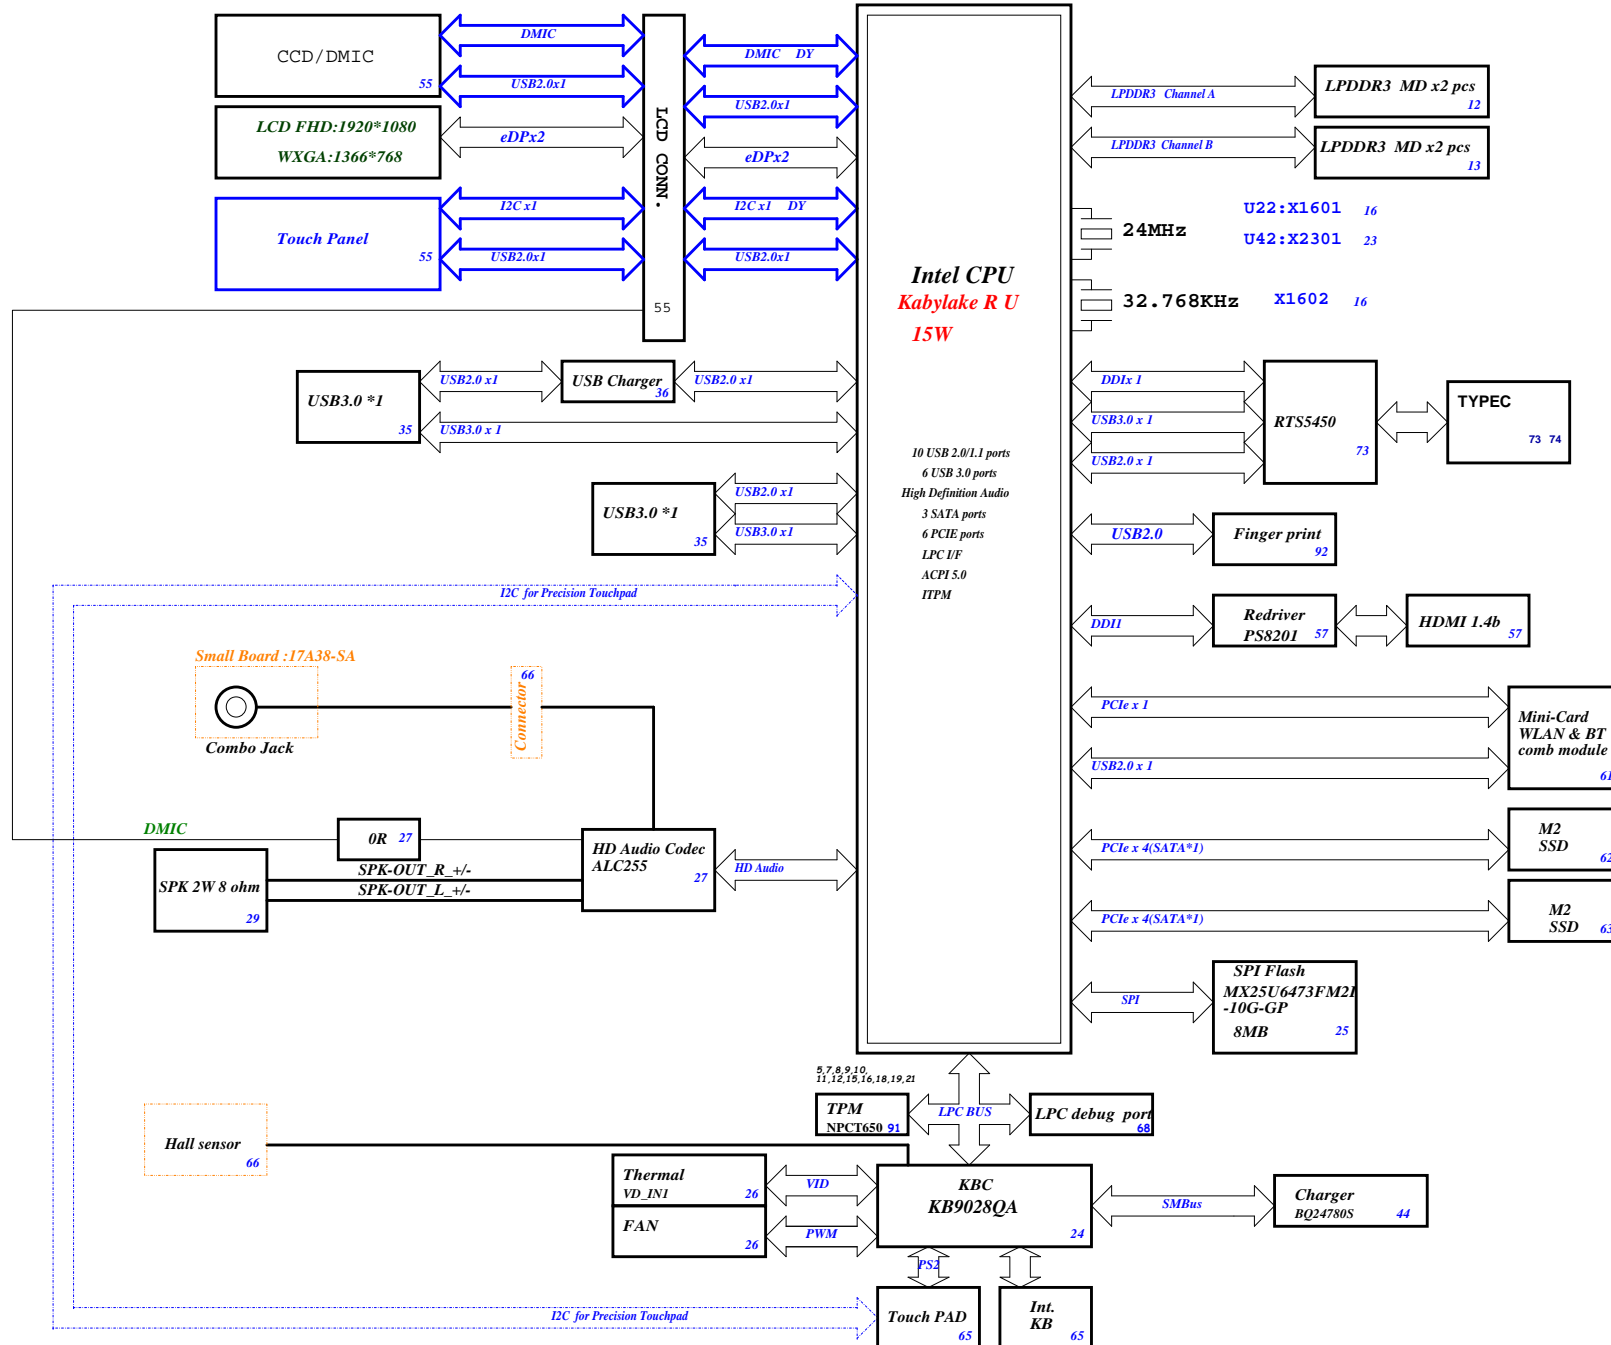 CCD/DMIC
55
DMIC
USB2.0x1
LCD FHD:1920*1080
WXGA:1366*768
eDPx2
Touch Panel
55
I2C x1
USB2.0x1
LCD CONN.
55
DMIC DY
USB2.0x1
eDPx2
I2C x1 DY
USB2.0x1
Intel CPU
Kabylake R U
15W
10 USB 2.0/1.1 ports
6 USB 3.0 ports
High Definition Audio
3 SATA ports
6 PCIE ports
LPC I/F
ACPI 5.0
ITPM
LPDDR3 Channel A
LPDDR3 MD x2 pcs
12
LPDDR3 Channel B
LPDDR3 MD x2 pcs
13
24MHz
U22:X1601 16
U42:X2301 23
32.768KHz
X1602 16
USB3.0 *1
35
USB2.0 x1
USB Charger
36
USB2.0 x1
USB3.0 x 1
USB3.0 *1
35
USB2.0 x1
USB3.0 x1
DDIx 1
USB3.0 x 1
USB2.0 x 1
RTS5450
73
TYPEC
73 74
USB2.0
Finger print
92
DDI1
Redriver
PS8201
57
HDMI 1.4b
57
I2C for Precision Touchpad
Small Board :17A38-SA
Combo Jack
66
Connector
PCIe x 1
USB2.0 x 1
Mini-Card
WLAN & BT
comb module
61
DMIC
0R 27
HD Audio Codec
ALC255
27
HD Audio
SPK 2W 8 ohm
29
SPK-OUT_R_+/-
SPK-OUT_L_+/-
PCIe x 4(SATA*1)
M2
SSD
62
PCIe x 4(SATA*1)
M2
SSD
63
SPI
SPI Flash
MX25U6473FM2I
-10G-GP
8MB
25
5,7,8,9,10,
11,12,15,16,18,19,21
TPM
NPCT650 91
LPC BUS
LPC debug port
68
Hall sensor
66
Thermal
VD_IN1
26
VID
FAN
26
PWM
KBC
KB9028QA
24
SMBus
Charger
BQ24780S
44
PS2
I2C for Precision Touchpad
Touch PAD
65
Int.
KB
65